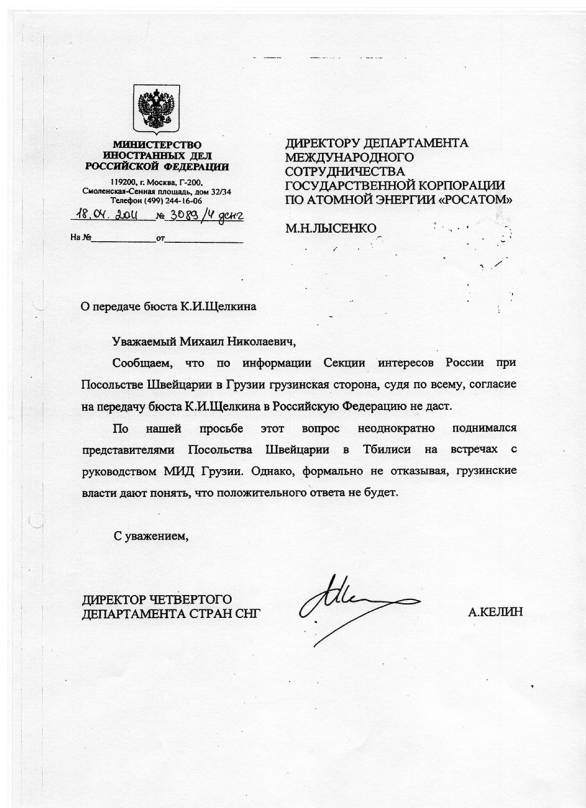 МИНИСТЕРСТВО
ИНОСТРАННЫХ ДЕЛ
РОССИЙСКОЙ ФЕДЕРАЦИИ
119200, г. Москва, Г-200,
Смоленская-Сенная площадь, дом 32/34
Телефон (499) 244-16-06
18.04.2011 № 3089/4 денг
На №____________от____________
ДИРЕКТОРУ ДЕПАРТАМЕНТА
МЕЖДУНАРОДНОГО
СОТРУДНИЧЕСТВА
ГОСУДАРСТВЕННОЙ КОРПОРАЦИИ
ПО АТОМНОЙ ЭНЕРГИИ «РОСАТОМ»
М.Н.ЛЫСЕНКО
О передаче бюста К.И.Щелкина
Уважаемый Михаил Николаевич,
Сообщаем, что по информации Секции интересов России при
Посольстве Швейцарии в Грузии грузинская сторона, судя по всему, согласие
на передачу бюста К.И.Щелкина в Российскую Федерацию не даст.
По нашей просьбе этот вопрос неоднократно поднимался
представителями Посольства Швейцарии в Тбилиси на встречах с
руководством МИД Грузии. Однако, формально не отказывая, грузинские
власти дают понять, что положительного ответа не будет.
С уважением,
ДИРЕКТОР ЧЕТВЕРТОГО
ДЕПАРТАМЕНТА СТРАН СНГ
А.КЕЛИН